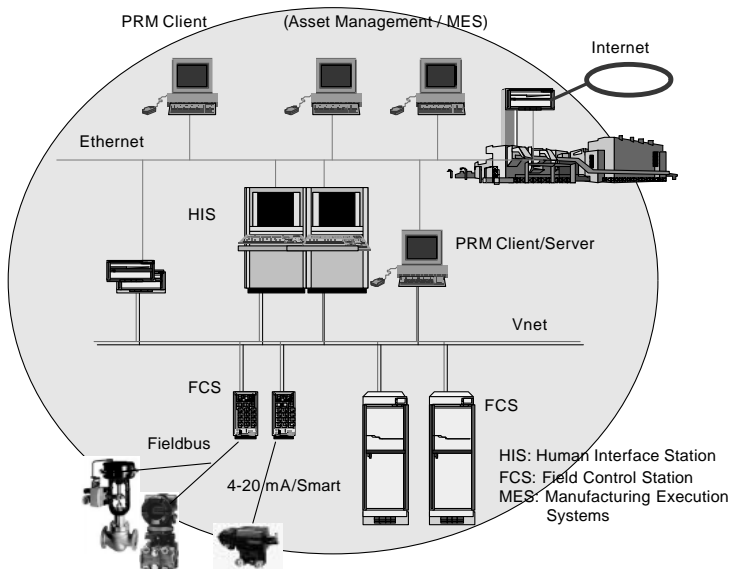 PRM Client
(Asset Management / MES)
Internet
Ethernet
HIS
PRM Client/Server
Vnet
FCS
FCS
Fieldbus
4-20 mA/Smart
HIS: Human Interface Station
FCS: Field Control Station
MES: Manufacturing Execution
Systems